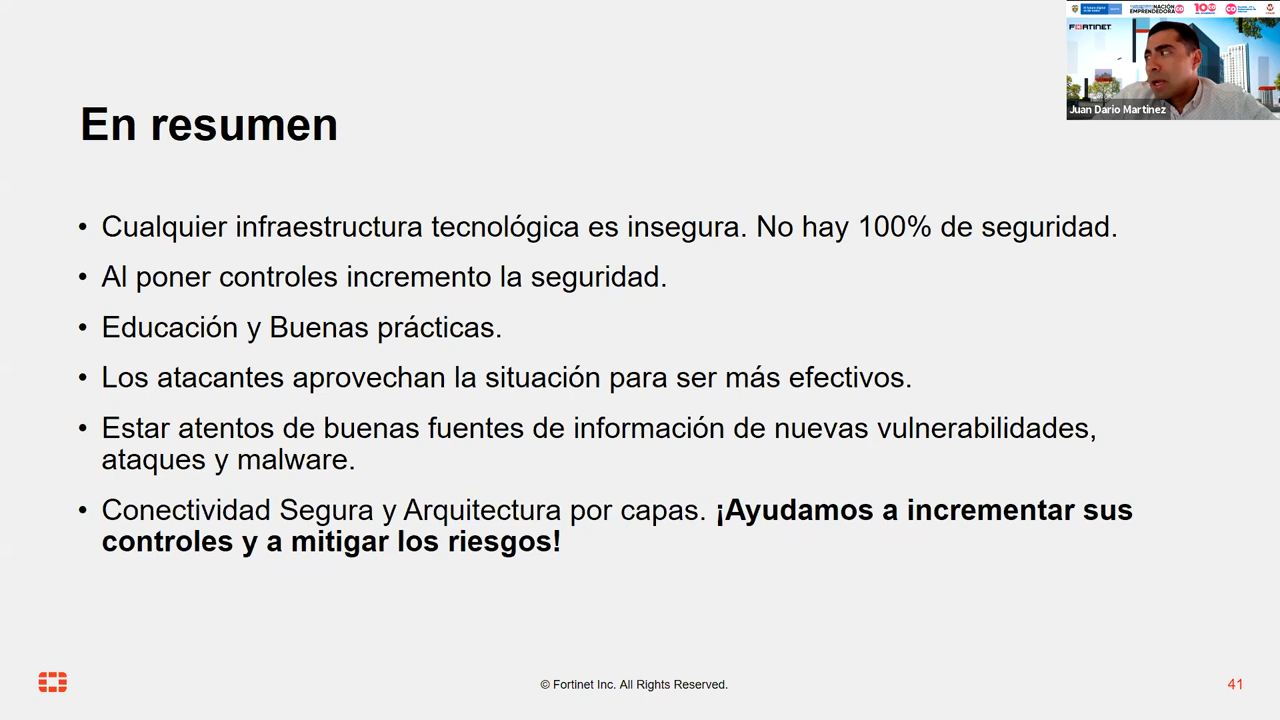 NACIÓN
EMPRENDEDORA
FORTINET
Juan Dario Martinez
En resumen
• Cualquier infraestructura tecnológica es insegura. No hay 100% de seguridad.
• Al poner controles incremento la seguridad.
• Educación y Buenas prácticas.
• Los atacantes aprovechan la situación para ser más efectivos.
• Estar atentos de buenas fuentes de información de nuevas vulnerabilidades,
ataques y malware.
• Conectividad Segura y Arquitectura por capas. ¡Ayudamos a incrementar sus
controles y a mitigar los riesgos!
© Fortinet Inc. All Rights Reserved.
41